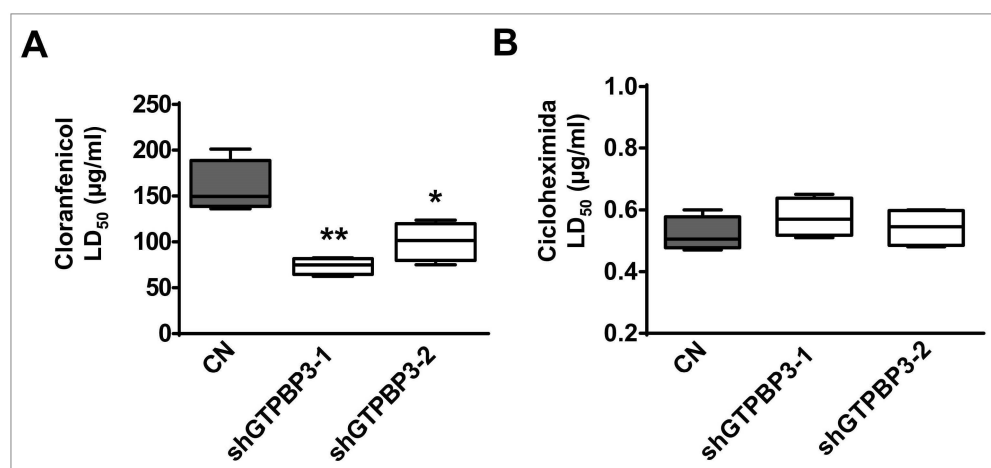 A
Cloranfenicol
LD50 (µg/ml)
250
200
150
100
50
0
**
*
CN
shGTPBP3-1
shGTPBP3-2
B
Cicloheximida
LD50 (µg/ml)
1.0
0.8
0.6
0.4
0.2
CN
shGTPBP3-1
shGTPBP3-2